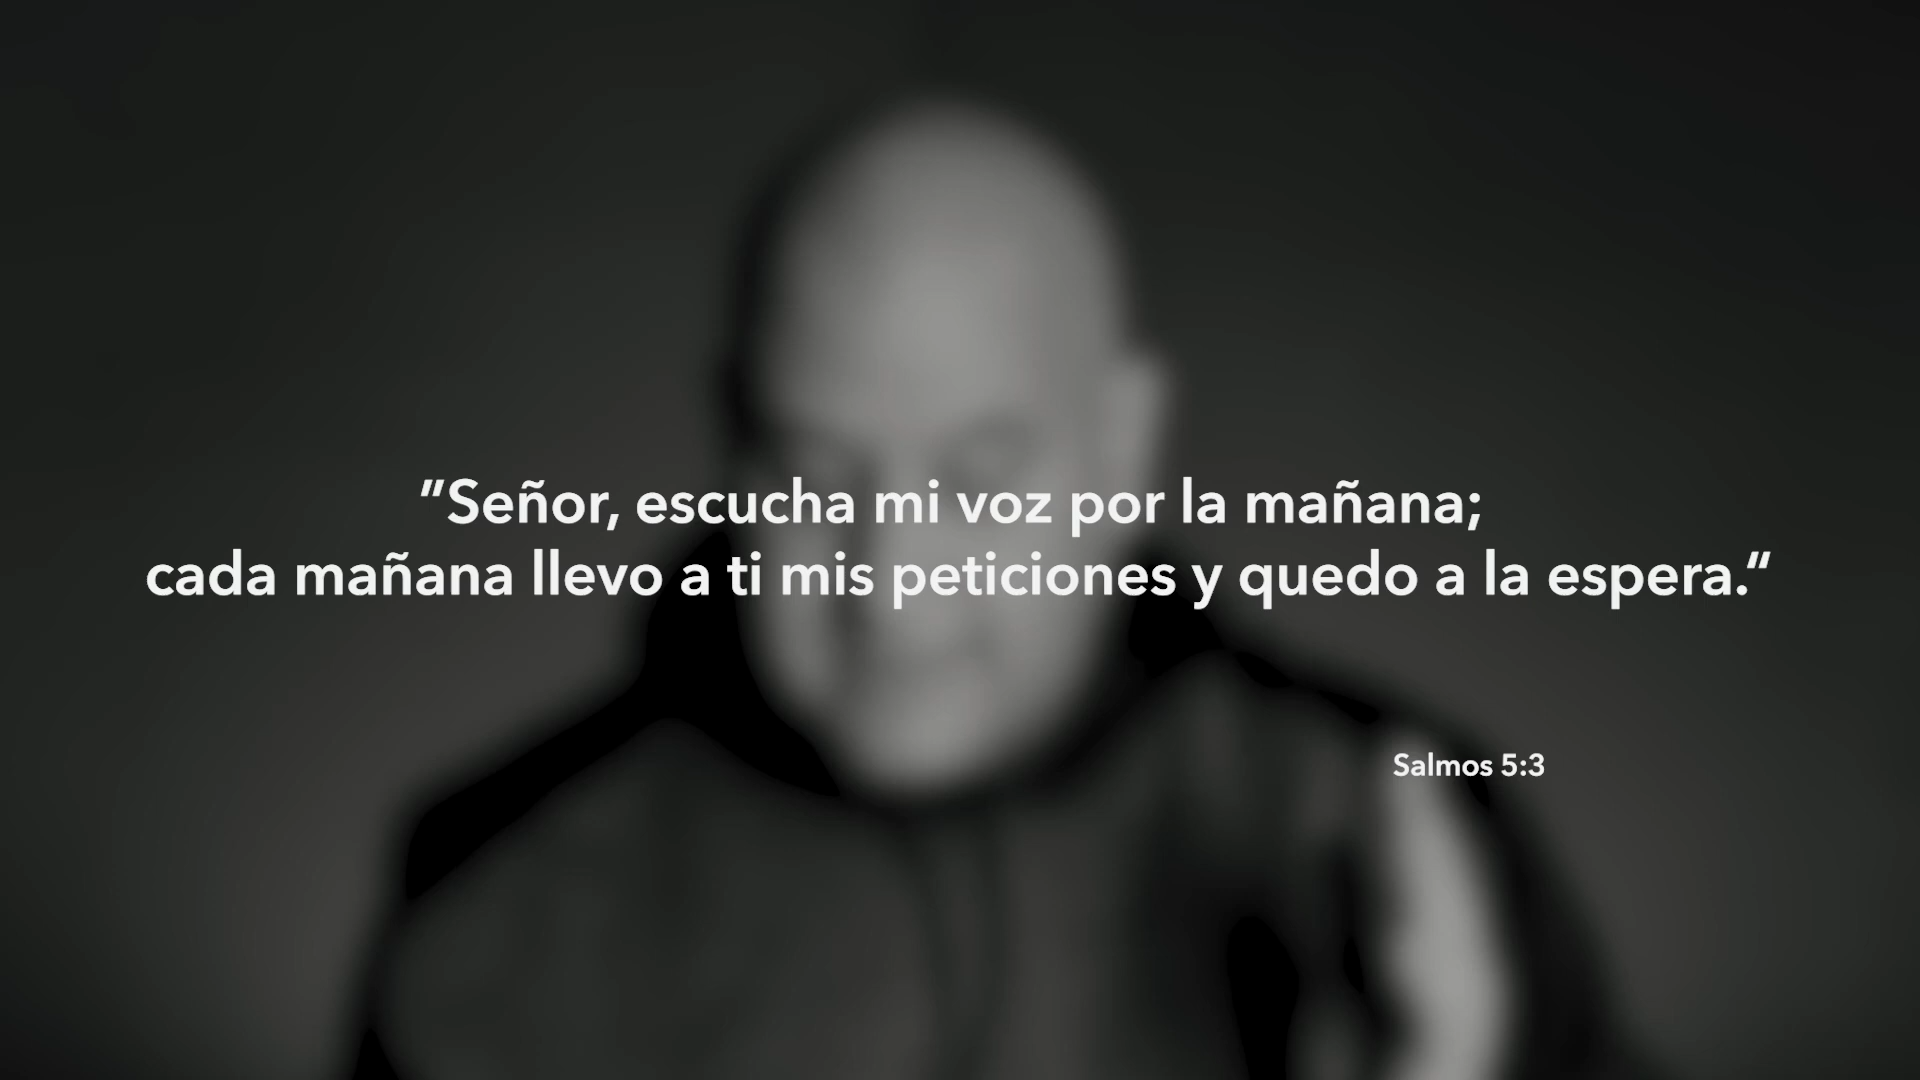 "Señor, escucha mi voz por la mañana;
cada mañana llevo a ti mis peticiones y quedo a la espera.“
Salmos 5:3